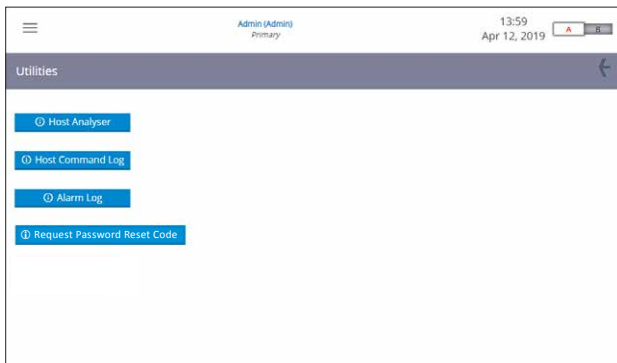 Admin (Admin)
Primary
13:59
Apr 12, 2019
A B
Utilities
Host Analyser
Host Command Log
Alarm Log
Request Password Reset Code